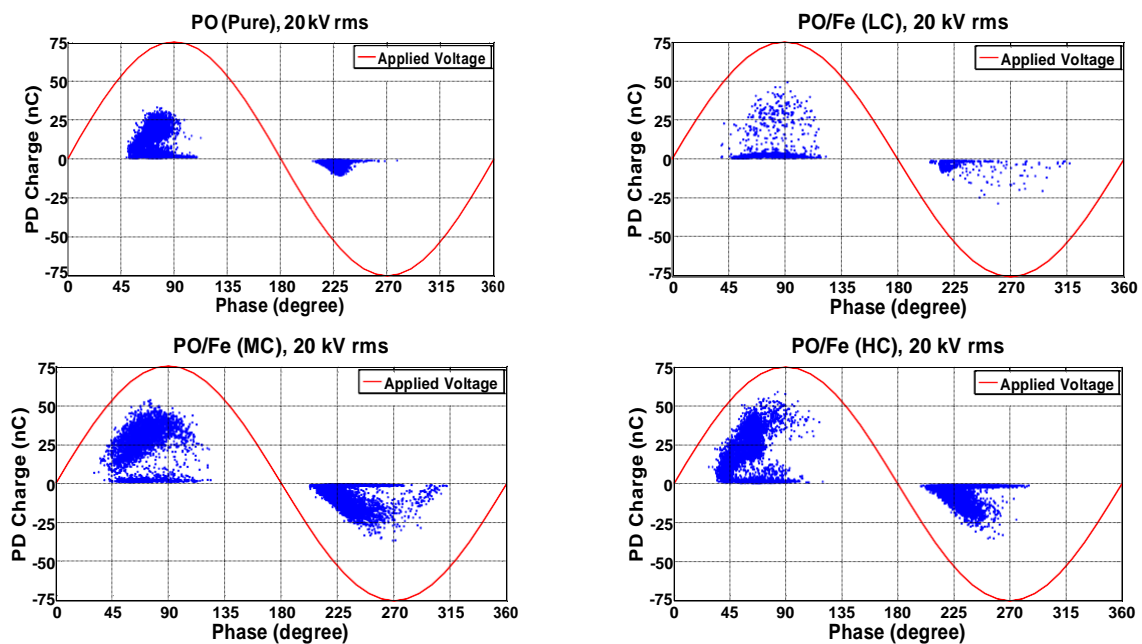 PO (Pure), 20 kV rms
Applied Voltage
PD Charge (nC)
75
50
25
0
-25
-50
-75
0 45 90 135 180 225 270 315 360
Phase (degree)
PO/Fe (LC), 20 kV rms
Applied Voltage
PD Charge (nC)
75
50
25
0
-25
-50
-75
0 45 90 135 180 225 270 315 360
Phase (degree)
PO/Fe (MC), 20 kV rms
Applied Voltage
PD Charge (nC)
75
50
25
0
-25
-50
-75
0 45 90 135 180 225 270 315 360
Phase (degree)
PO/Fe (HC), 20 kV rms
Applied Voltage
PD Charge (nC)
75
50
25
0
-25
-50
-75
0 45 90 135 180 225 270 315 360
Phase (degree)